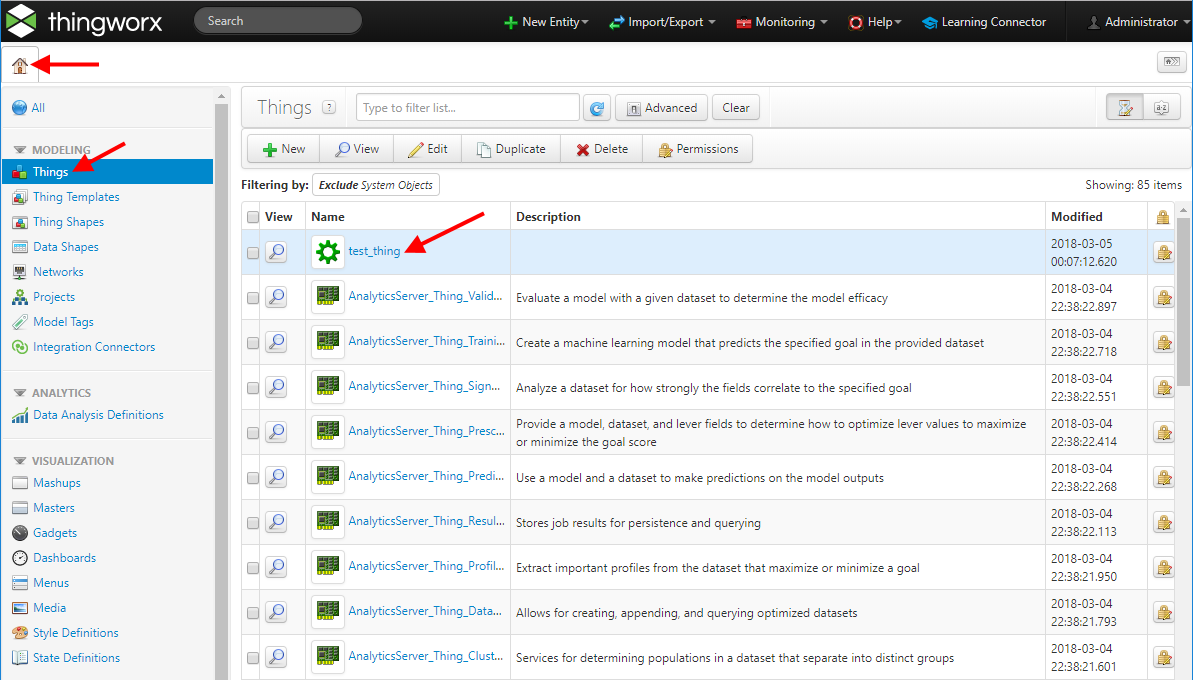 thingworx
Search
New Entity
Import/Export
Monitoring
Help
Learning Connector
Administrator
All
MODELING
Things
Thing Templates
Thing Shapes
Data Shapes
Networks
Projects
Model Tags
Integration Connectors
ANALYTICS
Data Analysis Definitions
VISUALIZATION
Mashups
Masters
Gadgets
Dashboards
Menus
Media
Style Definitions
State Definitions
Things ? Type to filter list... Advanced Clear a-z
New View Edit Duplicate Delete Permissions
Filtering by: Exclude System Objects Showing: 85 items
View Name Description Modified
test_thing 2018-03-05
00:07:12.620
AnalyticsServer_Thing_Valid... Evaluate a model with a given dataset to determine the model efficacy 2018-03-04
22:38:22.897
AnalyticsServer_Thing_Traini... Create a machine learning model that predicts the specified goal in the provided dataset 2018-03-04
22:38:22.718
AnalyticsServer_Thing_Sign... Analyze a dataset for how strongly the fields correlate to the specified goal 2018-03-04
22:38:22.551
AnalyticsServer_Thing_Presc... Provide a model, dataset, and lever fields to determine how to optimize lever values to maximize
or minimize the goal score 2018-03-04
22:38:22.414
AnalyticsServer_Thing_Predi... Use a model and a dataset to make predictions on the model outputs 2018-03-04
22:38:22.268
AnalyticsServer_Thing_Resul... Stores job results for persistence and querying 2018-03-04
22:38:22.113
AnalyticsServer_Thing_Profil... Extract important profiles from the dataset that maximize or minimize a goal 2018-03-04
22:38:21.950
AnalyticsServer_Thing_Data... Allows for creating, appending, and querying optimized datasets 2018-03-04
22:38:21.793
AnalyticsServer_Thing_Clust... Services for determining populations in a dataset that separate into distinct groups 2018-03-04
22:38:21.601